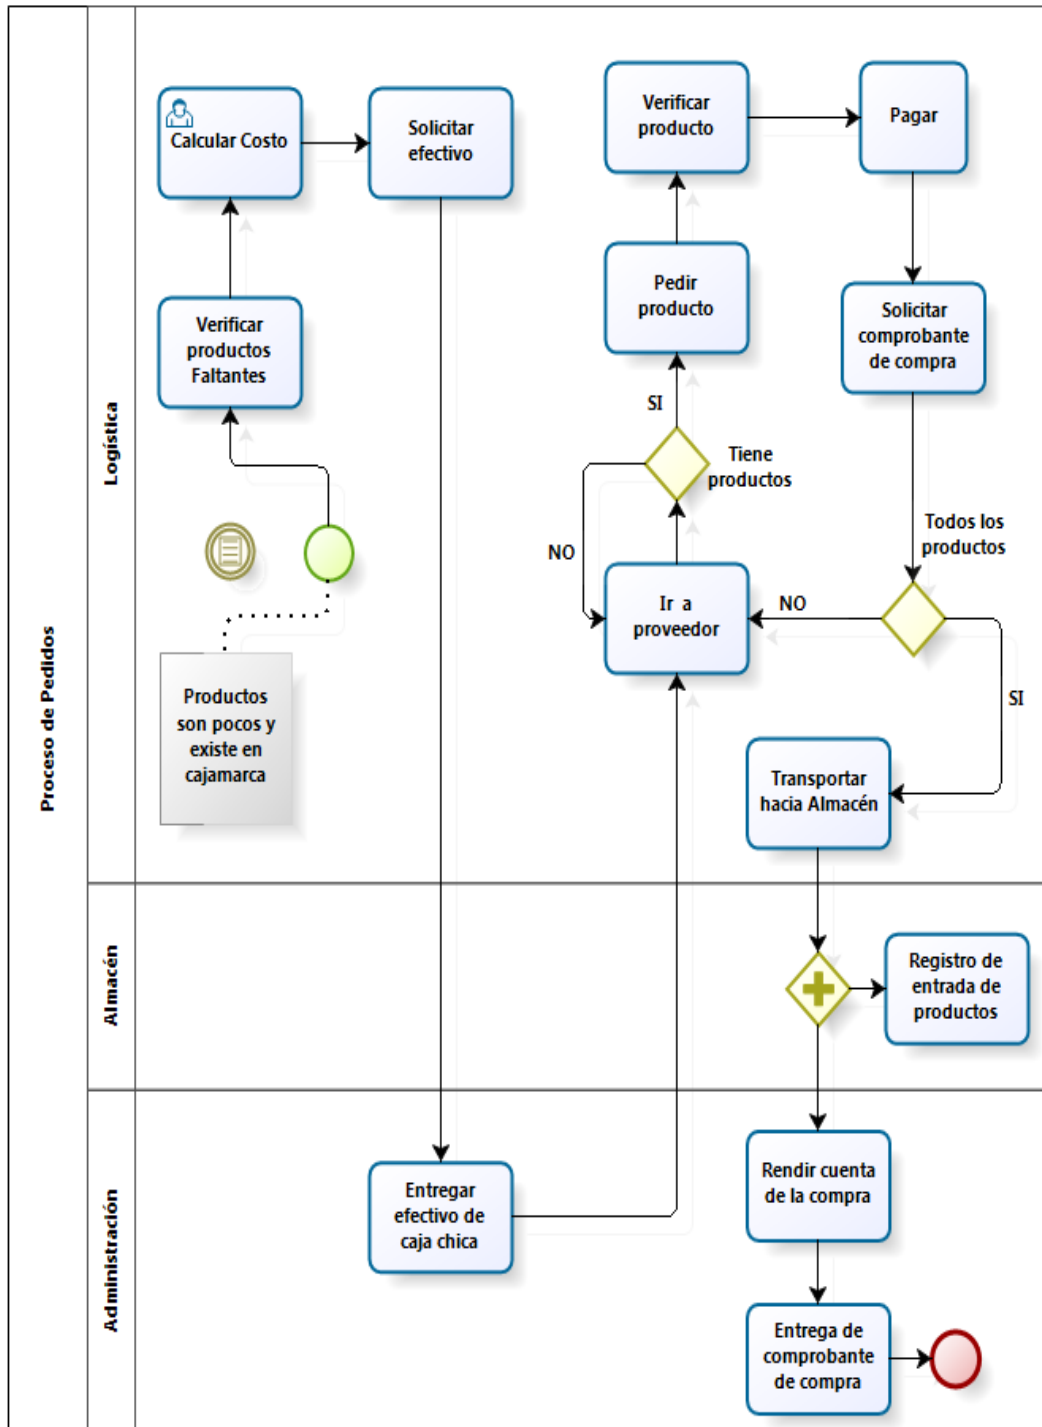 Proceso de Pedidos
Logística
Calcular Costo
Solicitar
efectivo
Verificar
producto
Pagar
Verificar
productos
Faltantes
Pedir
producto
Solicitar
comprobante
de compra
SI
Tiene
productos
NO
Todos los
productos
Ir a
proveedor
NO
SI
Productos
son pocos y
existe en
cajamarca
Transportar
hacia Almacén
Almacén
Registro de
entrada de
productos
Administración
Entregar
efectivo de
caja chica
Rendir cuenta
de la compra
Entrega de
comprobante
de compra